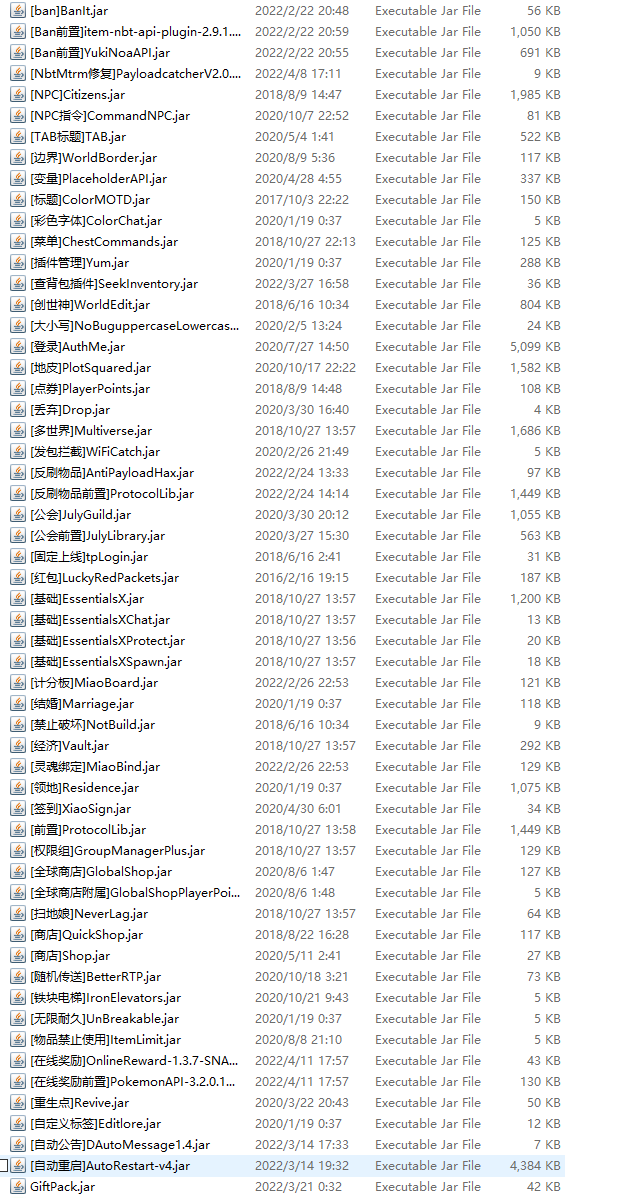 [ban]BanIt.jar 2022/2/22 20:48 Executable Jar File 56 KB
[Ban前置]item-nbt-api-plugin-2.9.1.... 2022/2/22 20:59 Executable Jar File 1,050 KB
[Ban前置]YukiNoaAPI.jar 2022/2/22 20:55 Executable Jar File 691 KB
[NbtMtrm修复]PayloadcatcherV2.0.... 2022/4/8 17:11 Executable Jar File 9 KB
[NPC]Citizens.jar 2018/8/9 14:47 Executable Jar File 1,985 KB
[NPC指令]CommandNPC.jar 2020/10/7 22:52 Executable Jar File 81 KB
[TAB标题]TAB.jar 2020/5/4 1:41 Executable Jar File 522 KB
[边界]WorldBorder.jar 2020/8/9 5:36 Executable Jar File 117 KB
[变量]PlaceholderAPI.jar 2020/4/28 4:55 Executable Jar File 337 KB
[标题]ColorMOTD.jar 2017/10/3 22:22 Executable Jar File 150 KB
[彩色字体]ColorChat.jar 2020/1/19 0:37 Executable Jar File 5 KB
[菜单]ChestCommands.jar 2018/10/27 22:13 Executable Jar File 125 KB
[插件管理]Yum.jar 2020/1/19 0:37 Executable Jar File 288 KB
[查背包插件]SeekInventory.jar 2022/3/27 16:58 Executable Jar File 36 KB
[创世神]WorldEdit.jar 2018/6/16 10:34 Executable Jar File 804 KB
[大小写]NoBuguppercaseLowercas... 2020/2/5 13:24 Executable Jar File 24 KB
[登录]AuthMe.jar 2020/7/27 14:50 Executable Jar File 5,099 KB
[地皮]PlotSquared.jar 2020/10/17 22:22 Executable Jar File 1,582 KB
[点券]PlayerPoints.jar 2018/8/9 14:48 Executable Jar File 108 KB
[丢弃]Drop.jar 2020/3/30 16:40 Executable Jar File 4 KB
[多世界]Multiverse.jar 2018/10/27 13:57 Executable Jar File 1,686 KB
[发包拦截]WiFiCatch.jar 2020/2/26 21:49 Executable Jar File 5 KB
[反刷物品]AntiPayloadHax.jar 2022/2/24 13:33 Executable Jar File 97 KB
[反刷物品前置]ProtocolLib.jar 2022/2/24 14:14 Executable Jar File 1,449 KB
[公会]JulyGuild.jar 2020/3/30 20:12 Executable Jar File 1,055 KB
[公会前置]JulyLibrary.jar 2020/3/27 15:30 Executable Jar File 563 KB
[固定上线]tpLogin.jar 2018/6/16 2:41 Executable Jar File 31 KB
[红包]LuckyRedPackets.jar 2016/2/16 19:15 Executable Jar File 187 KB
[基础]EssentialsX.jar 2018/10/27 13:57 Executable Jar File 1,200 KB
[基础]EssentialsXChat.jar 2018/10/27 13:57 Executable Jar File 13 KB
[基础]EssentialsXProtect.jar 2018/10/27 13:56 Executable Jar File 20 KB
[基础]EssentialsXSpawn.jar 2018/10/27 13:57 Executable Jar File 18 KB
[计分板]MiaoBoard.jar 2022/2/26 22:53 Executable Jar File 121 KB
[结婚]Marriage.jar 2020/1/19 0:37 Executable Jar File 118 KB
[禁止破坏]NotBuild.jar 2018/6/16 10:34 Executable Jar File 9 KB
[经济]Vault.jar 2018/10/27 13:57 Executable Jar File 292 KB
[灵魂绑定]MiaoBind.jar 2022/2/26 22:53 Executable Jar File 129 KB
[领地]Residence.jar 2020/1/19 0:37 Executable Jar File 1,075 KB
[签到]XiaoSign.jar 2020/4/30 6:01 Executable Jar File 34 KB
[前置]ProtocolLib.jar 2018/10/27 13:58 Executable Jar File 1,449 KB
[权限组]GroupManagerPlus.jar 2018/10/27 13:57 Executable Jar File 129 KB
[全球商店]GlobalShop.jar 2020/8/6 1:47 Executable Jar File 127 KB
[全球商店附属]GlobalShopPlayerPoi... 2020/8/6 1:48 Executable Jar File 5 KB
[扫地娘]NeverLag.jar 2018/10/27 13:57 Executable Jar File 64 KB
[商店]QuickShop.jar 2018/8/22 16:28 Executable Jar File 117 KB
[商店]Shop.jar 2020/5/11 2:41 Executable Jar File 27 KB
[随机传送]BetterRTP.jar 2020/10/18 3:21 Executable Jar File 73 KB
[铁块电梯]IronElevators.jar 2020/10/21 9:43 Executable Jar File 5 KB
[无限耐久]UnBreakable.jar 2020/1/19 0:37 Executable Jar File 5 KB
[物品禁止使用]ItemLimit.jar 2020/8/8 21:10 Executable Jar File 5 KB
[在线奖励]OnlineReward-1.3.7-SNA... 2022/4/11 17:57 Executable Jar File 43 KB
[在线奖励前置]PokemonAPI-3.2.0.1... 2022/4/11 17:57 Executable Jar File 130 KB
[重生点]Revive.jar 2020/3/22 20:43 Executable Jar File 50 KB
[自定义标签]Editlore.jar 2020/1/19 0:37 Executable Jar File 12 KB
[自动公告]DAutoMessage1.4.jar 2022/3/14 17:33 Executable Jar File 7 KB
[自动重启]AutoRestart-v4.jar 2022/3/14 19:32 Executable Jar File 4,384 KB
GiftPack.jar 2022/3/21 0:32 Executable Jar File 42 KB